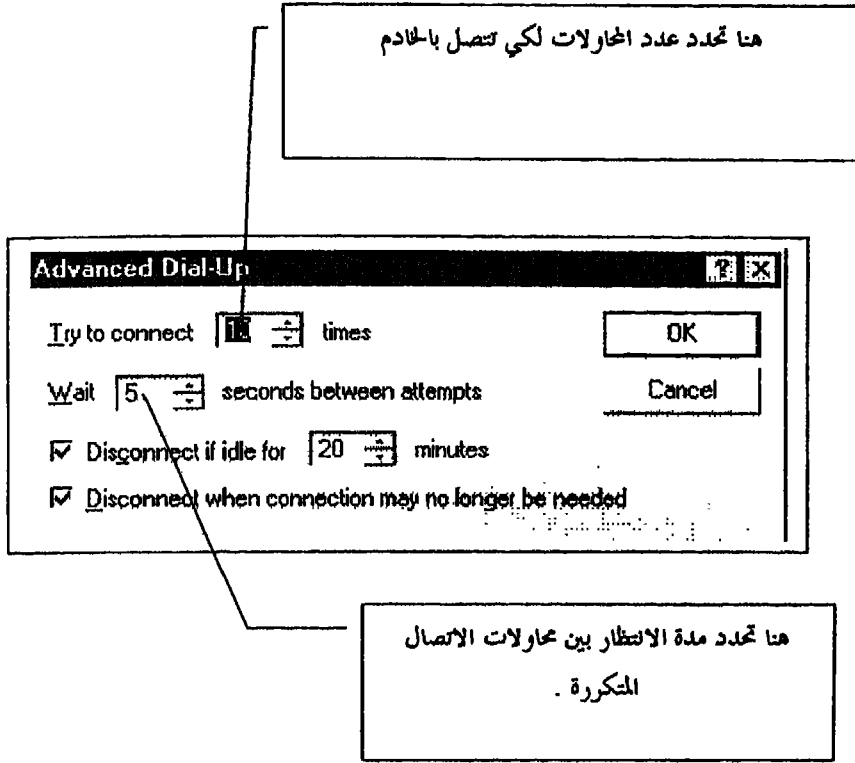 هنا تحدد عدد المحاولات لكي تتصل بالخادم
Advanced Dial-Up
Try to connect times
OK
Wait 5 seconds between attempts
Cancel
Disconnect if idle for 20 minutes
Disconnect when connection may no longer be needed
هنا تحدد مدة الانتظار بين محاولات الاتصال
المتكررة .